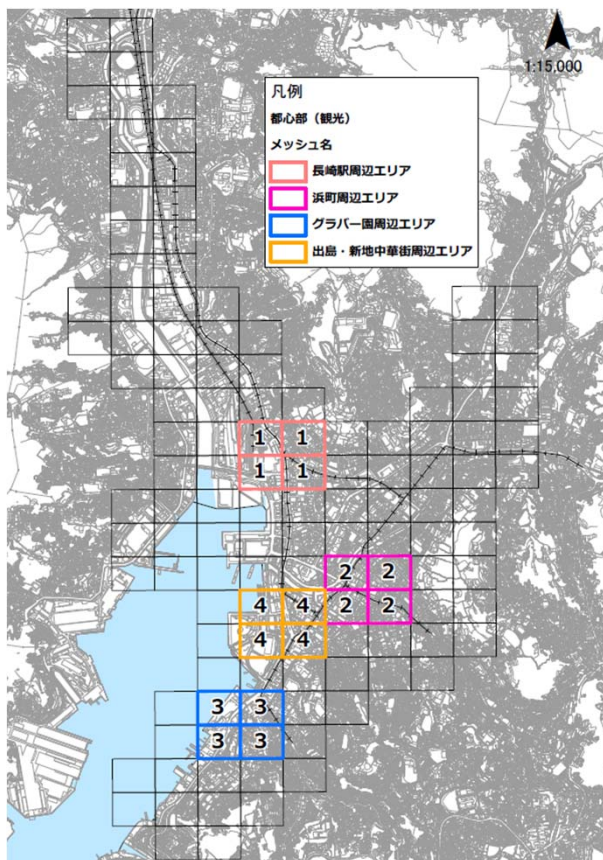 1:15,000
凡例
都心部（観光）
メッシュ名
長崎駅周辺エリア
浜町周辺エリア
グラバー園周辺エリア
出島・新地中華街周辺エリア
1 1
1 1
2 2
4 4 2 2
4 4
3 3
3 3